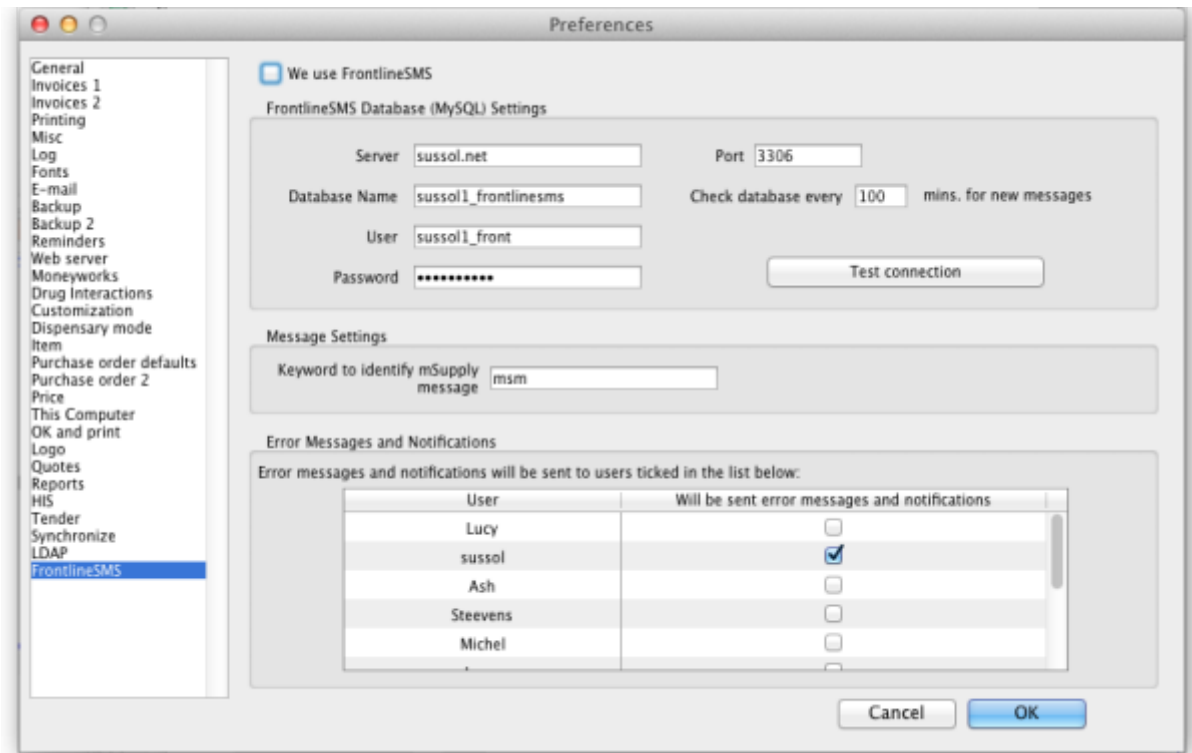 Preferences
General
Invoices 1
Invoices 2
Printing
Misc
Log
Fonts
E-mail
Backup
Backup 2
Reminders
Web server
Moneyworks
Drug Interactions
Customization
Dispensary mode
Item
Purchase order defaults
Purchase order 2
Price
This Computer
OK and print
Logo
Quotes
Reports
HIS
Tender
Synchronize
LDAP
FrontlineSMS
We use FrontlineSMS
FrontlineSMS Database (MySQL) Settings
Server sussol.net Port 3306
Database Name sussol1_frontlinesms Check database every 100 mins. for new messages
User sussol1_front
Password •••••••••• Test connection
Message Settings
Keyword to identify mSupply
message msm
Error Messages and Notifications
Error messages and notifications will be sent to users ticked in the list below:
User Will be sent error messages and notifications
Lucy
sussol
Ash
Steevens
Michel
Cancel OK